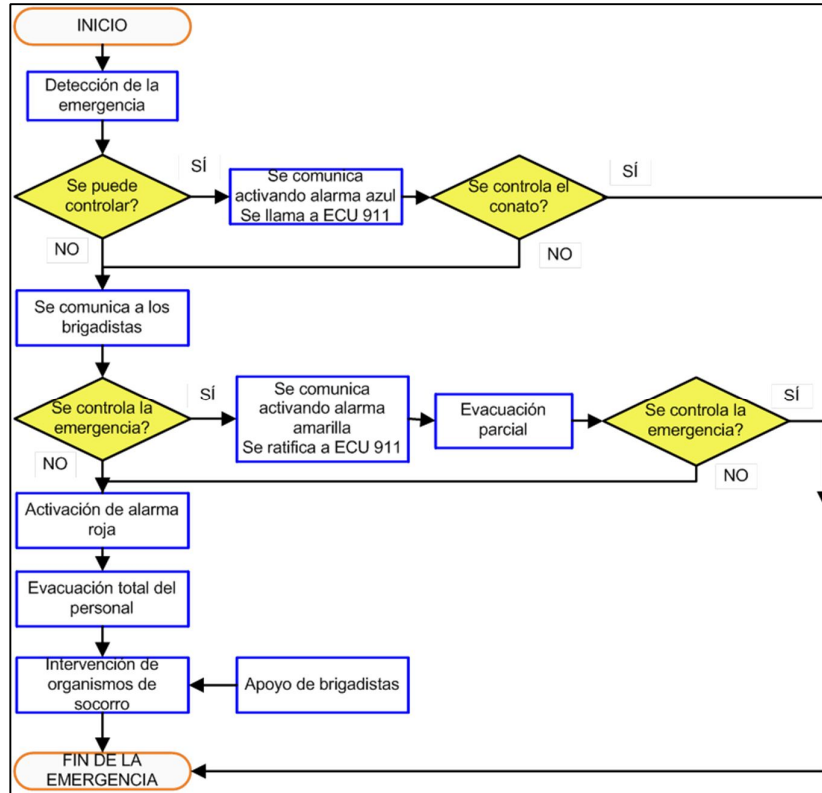 INICIO
Detección de la
emergencia
SÍ
Se puede
controlar?
Se comunica
activando alarma azul
Se llama a ECU 911
Se controla el
conato?
SÍ
NO
NO
Se comunica a los
brigadistas
Se controla la
emergencia?
SÍ
Se comunica
activando alarma
amarilla
Se ratifica a ECU 911
Evacuación
parcial
Se controla la
emergencia?
SÍ
NO
NO
Activación de alarma
roja
Evacuación total del
personal
Intervención de
organismos de
socorro
Apoyo de brigadistas
FIN DE LA
EMERGENCIA